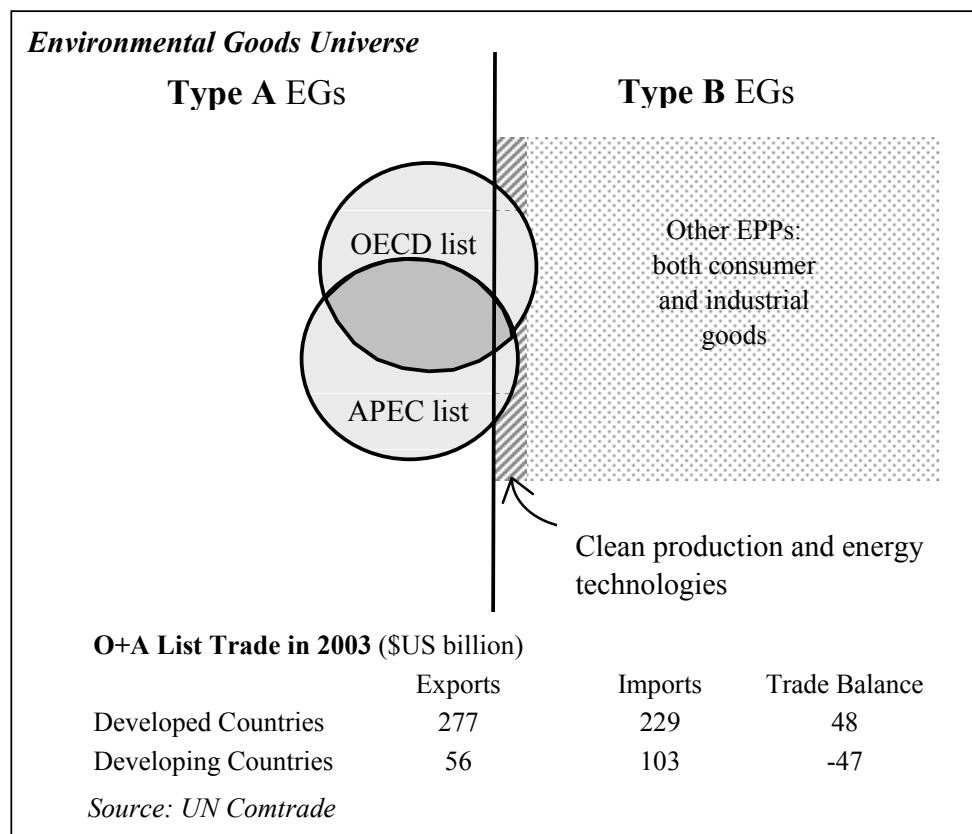 Environmental Goods Universe
Type A EGs
Type B EGs
OECD list
APEC list
Other EPPs:
both consumer
and industrial
goods
Clean production and energy
technologies
O+A List Trade in 2003 ($US billion)
Exports Imports Trade Balance
Developed Countries 277 229 48
Developing Countries 56 103 -47
Source: UN Comtrade